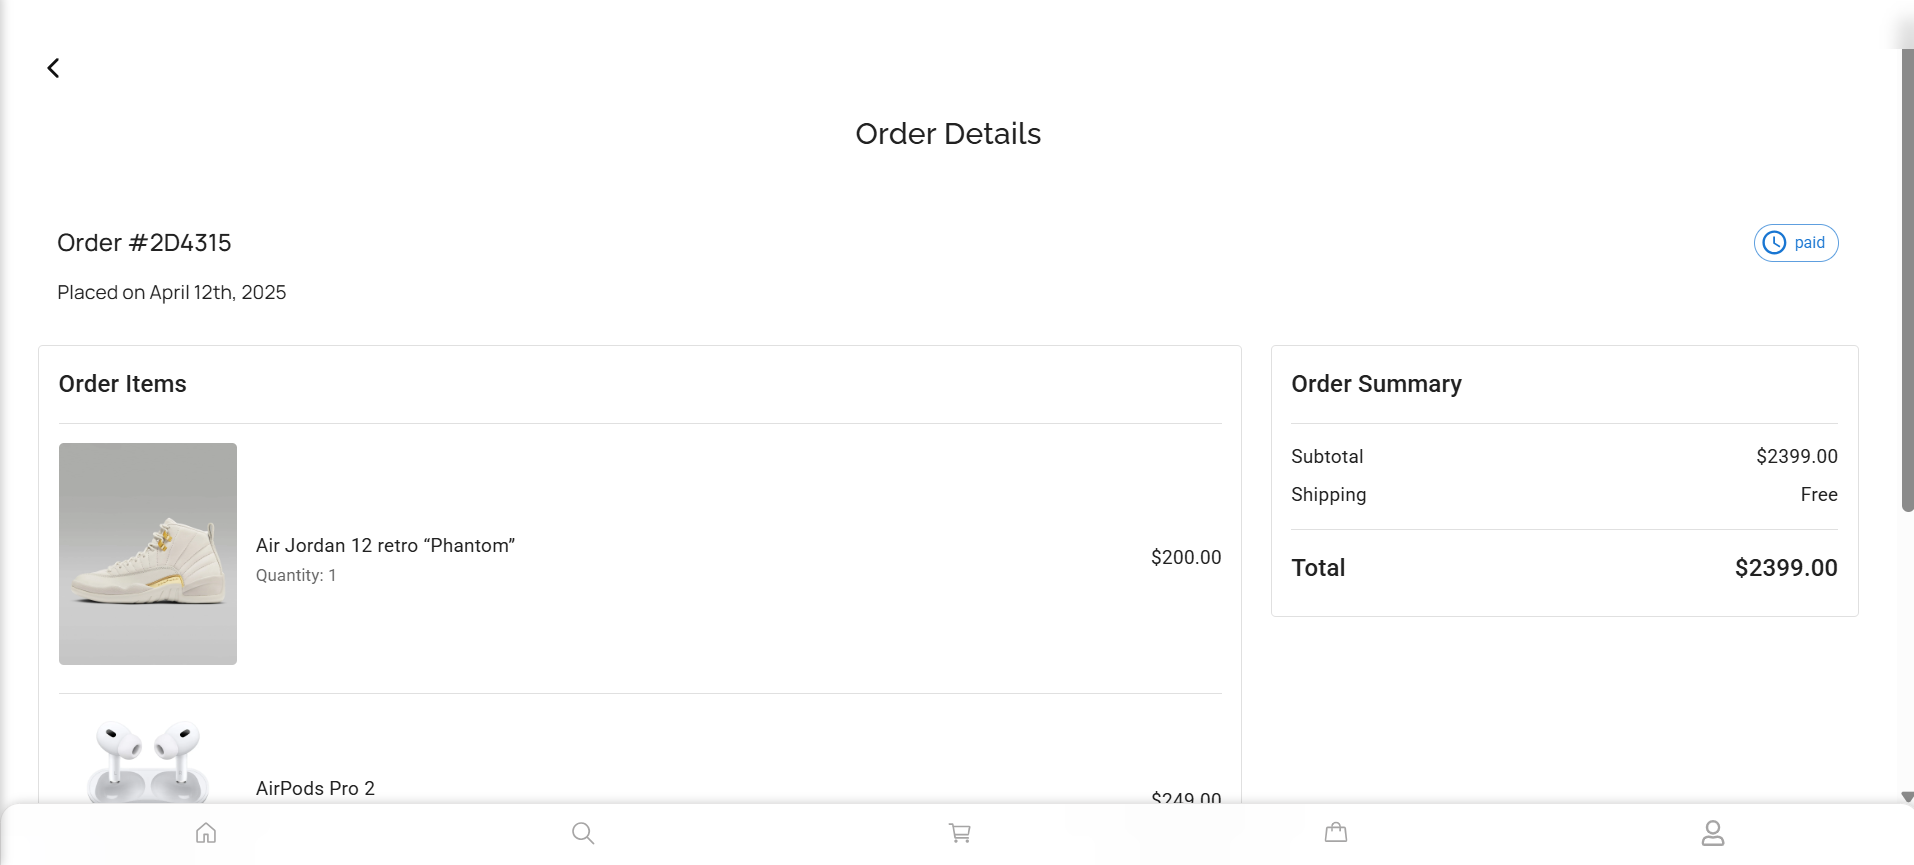 Order Details
Order #2D4315
paid
Placed on April 12th, 2025
Order Items
Air Jordan 12 retro “Phantom”
Quantity: 1
$200.00
AirPods Pro 2
$249.00
Order Summary
Subtotal $2399.00
Shipping Free
Total $2399.00